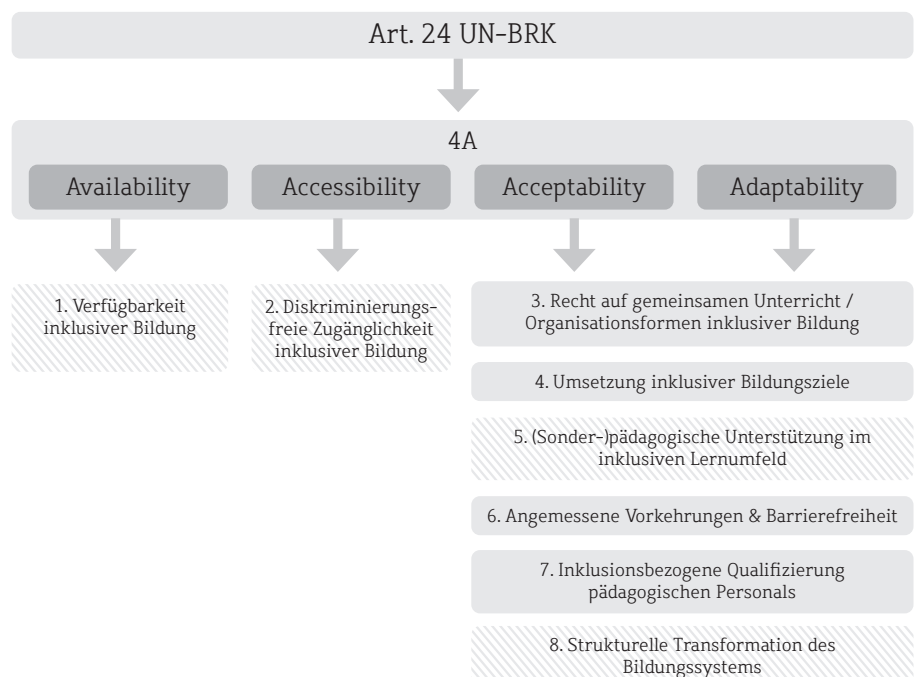 Art. 24 UN-BRK
4A
Availability
Accessibility
Acceptability
Adaptability
1. Verfügbarkeit
inklusiver Bildung
2. Diskriminierungs-
freie Zugänglichkeit
inklusiver Bildung
3. Recht auf gemeinsamen Unterricht /
Organisationsformen inklusiver Bildung
4. Umsetzung inklusiver Bildungsziele
5. (Sonder-)pädagogische Unterstützung im
inklusiven Lernumfeld
6. Angemessene Vorkehrungen & Barrierefreiheit
7. Inklusionsbezogene Qualifizierung
pädagogischen Personals
8. Strukturelle Transformation des
Bildungssystems